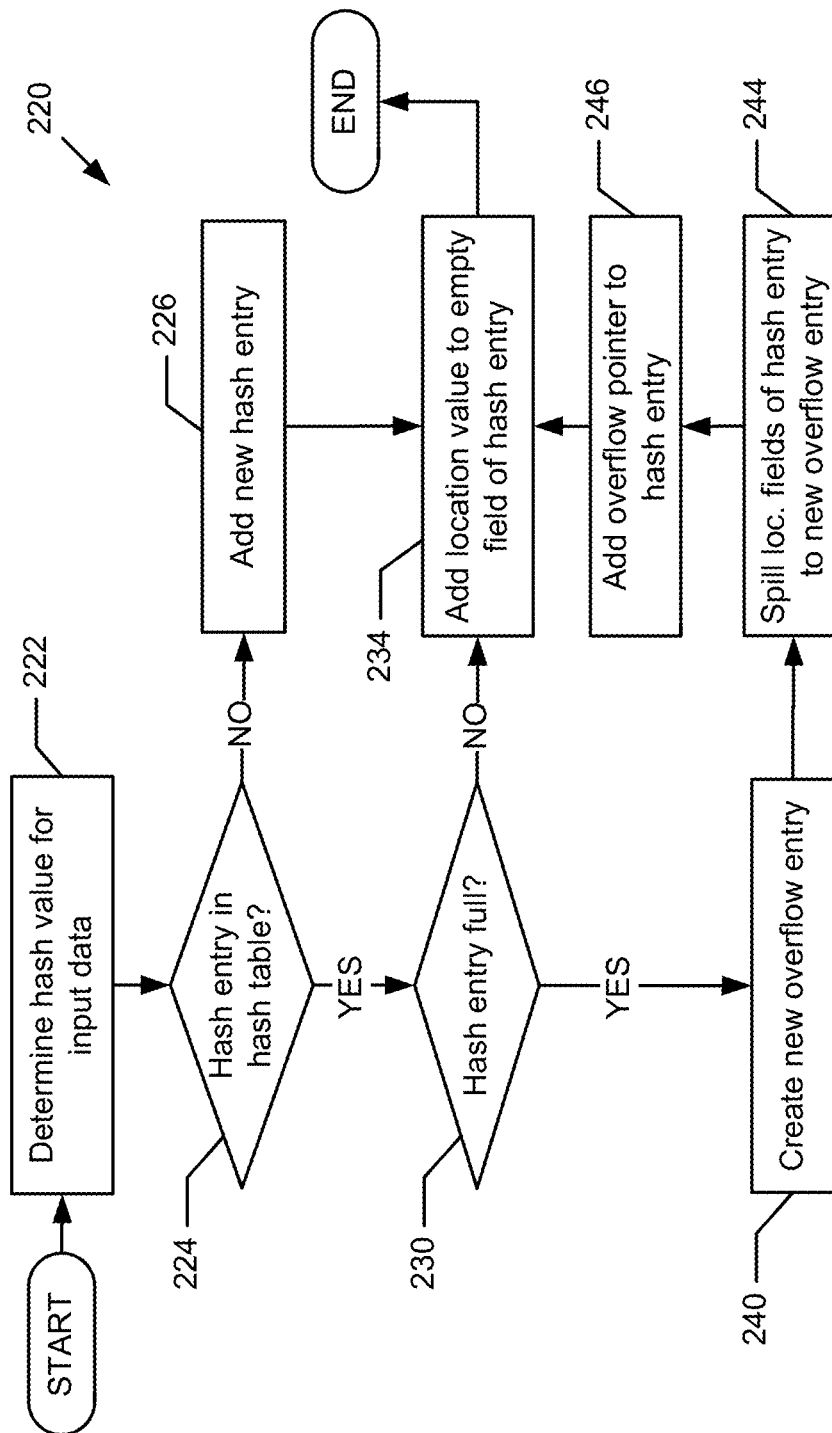 220
START
Determine hash value for
input data
222
Hash entry in
hash table?
224
NO
Add new hash entry
226
YES
Hash entry full?
230
NO
Add location value to empty
field of hash entry
234
END
YES
Add overflow pointer to
hash entry
246
Create new overflow entry
240
Spill loc. fields of hash entry
to new overflow entry
244